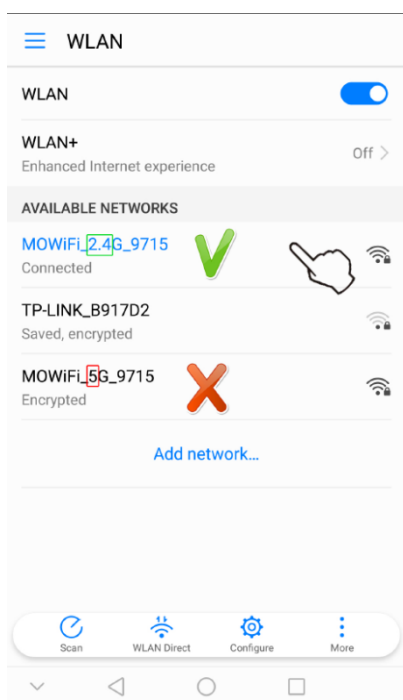 WLAN
WLAN
WLAN+
Enhanced Internet experience
Off
AVAILABLE NETWORKS
MOWiFi_2.4G_9715
Connected
TP-LINK_B917D2
Saved, encrypted
MOWiFi_5G_9715
Encrypted
Add network...
Scan
WLAN Direct
Configure
More